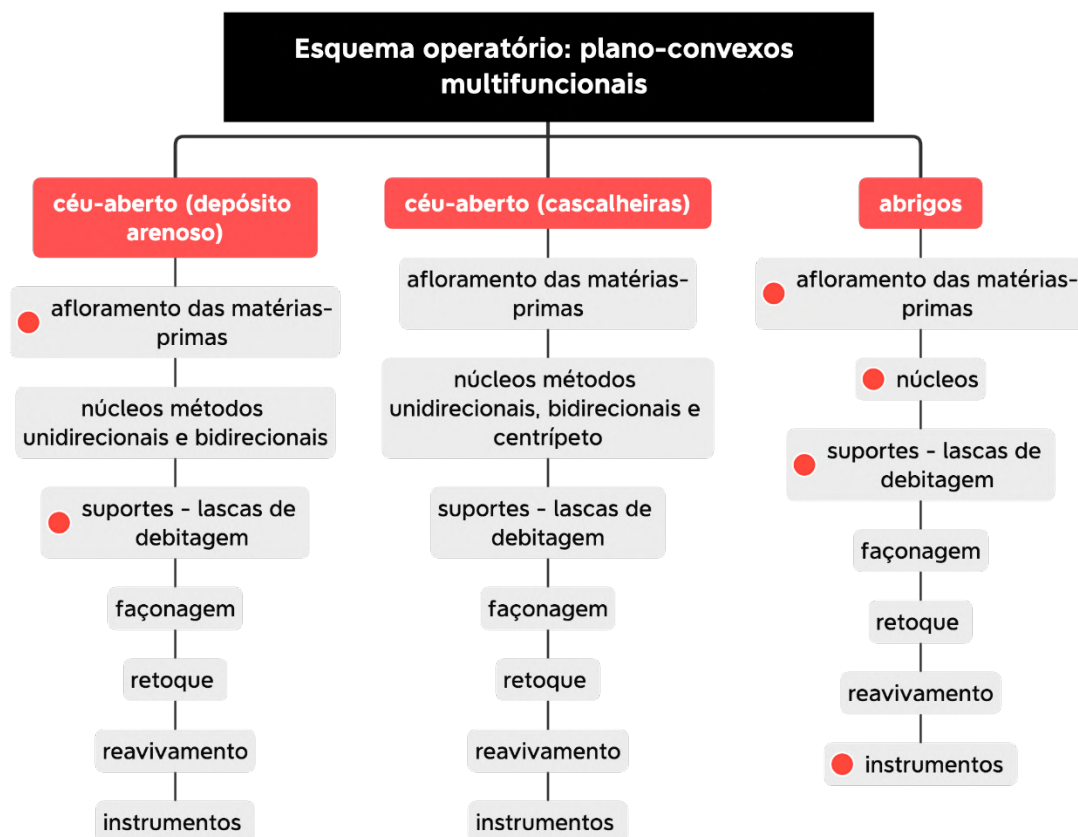 Esquema operatório: plano-convexos
multifuncionais
céu-aberto (depósito
arenoso)
afloramento das matérias-
primas
núcleos métodos
unidirecionais e bidirecionais
suportes - lascas de
debitagem
façonagem
retoque
reavivamento
instrumentos
céu-aberto (cascalheiras)
afloramento das matérias-
primas
núcleos métodos
unidirecionais, bidirecionais e
centrípeto
suportes - lascas de
debitagem
façonagem
retoque
reavivamento
instrumentos
abrigos
afloramento das matérias-
primas
núcleos
suportes - lascas de
debitagem
façonagem
retoque
reavivamento
instrumentos